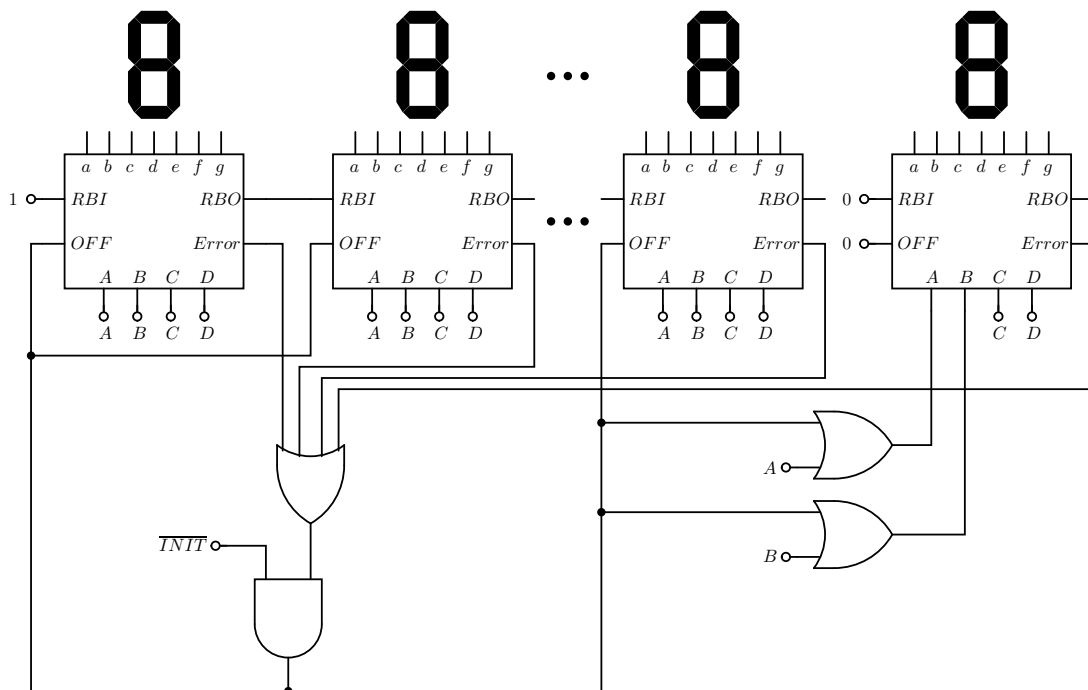 8 8 ••• 8 8
a b c d e f g a b c d e f g a b c d e f g a b c d e f g
1 RBI RBO RBI RBO RBI RBO 0 RBI RBO
•••
OFF Error OFF Error OFF Error 0 OFF Error
A B C D A B C D A B C D A B C D
A B C D A B C D A B C D C D
A
INIT
B